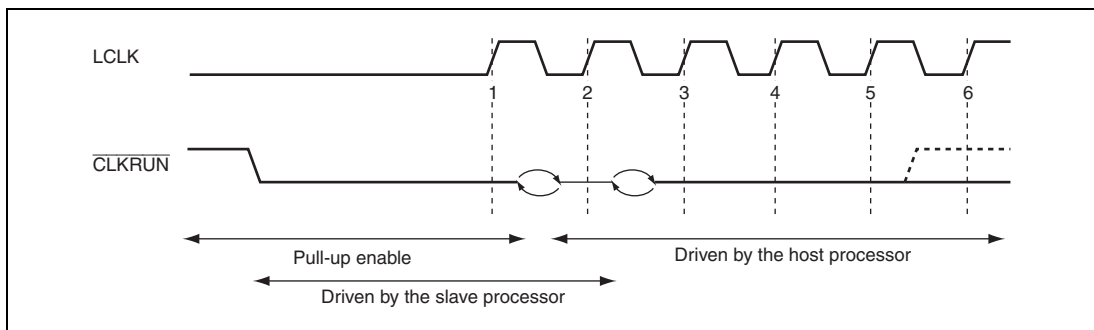 LCLK
1 2 3 4 5 6
CLKRUN
Pull-up enable
Driven by the host processor
Driven by the slave processor